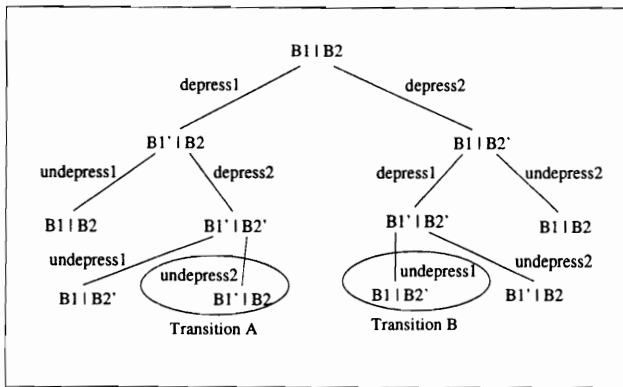 B1 | B2
depress1 depress2
B1' | B2 B1 | B2'
undepress1 depress2 depress1 undepress2
B1 | B2 B1' | B2' B1' | B2' B1 | B2
undepress1 undepress2 undepress1 undepress2
B1 | B2' B1' | B2 B1 | B2' B1' | B2
Transition A Transition B